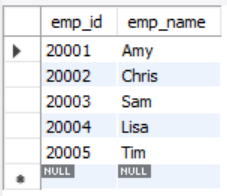 emp_id emp_name
20001 Amy
20002 Chris
20003 Sam
20004 Lisa
20005 Tim
NULL NULL